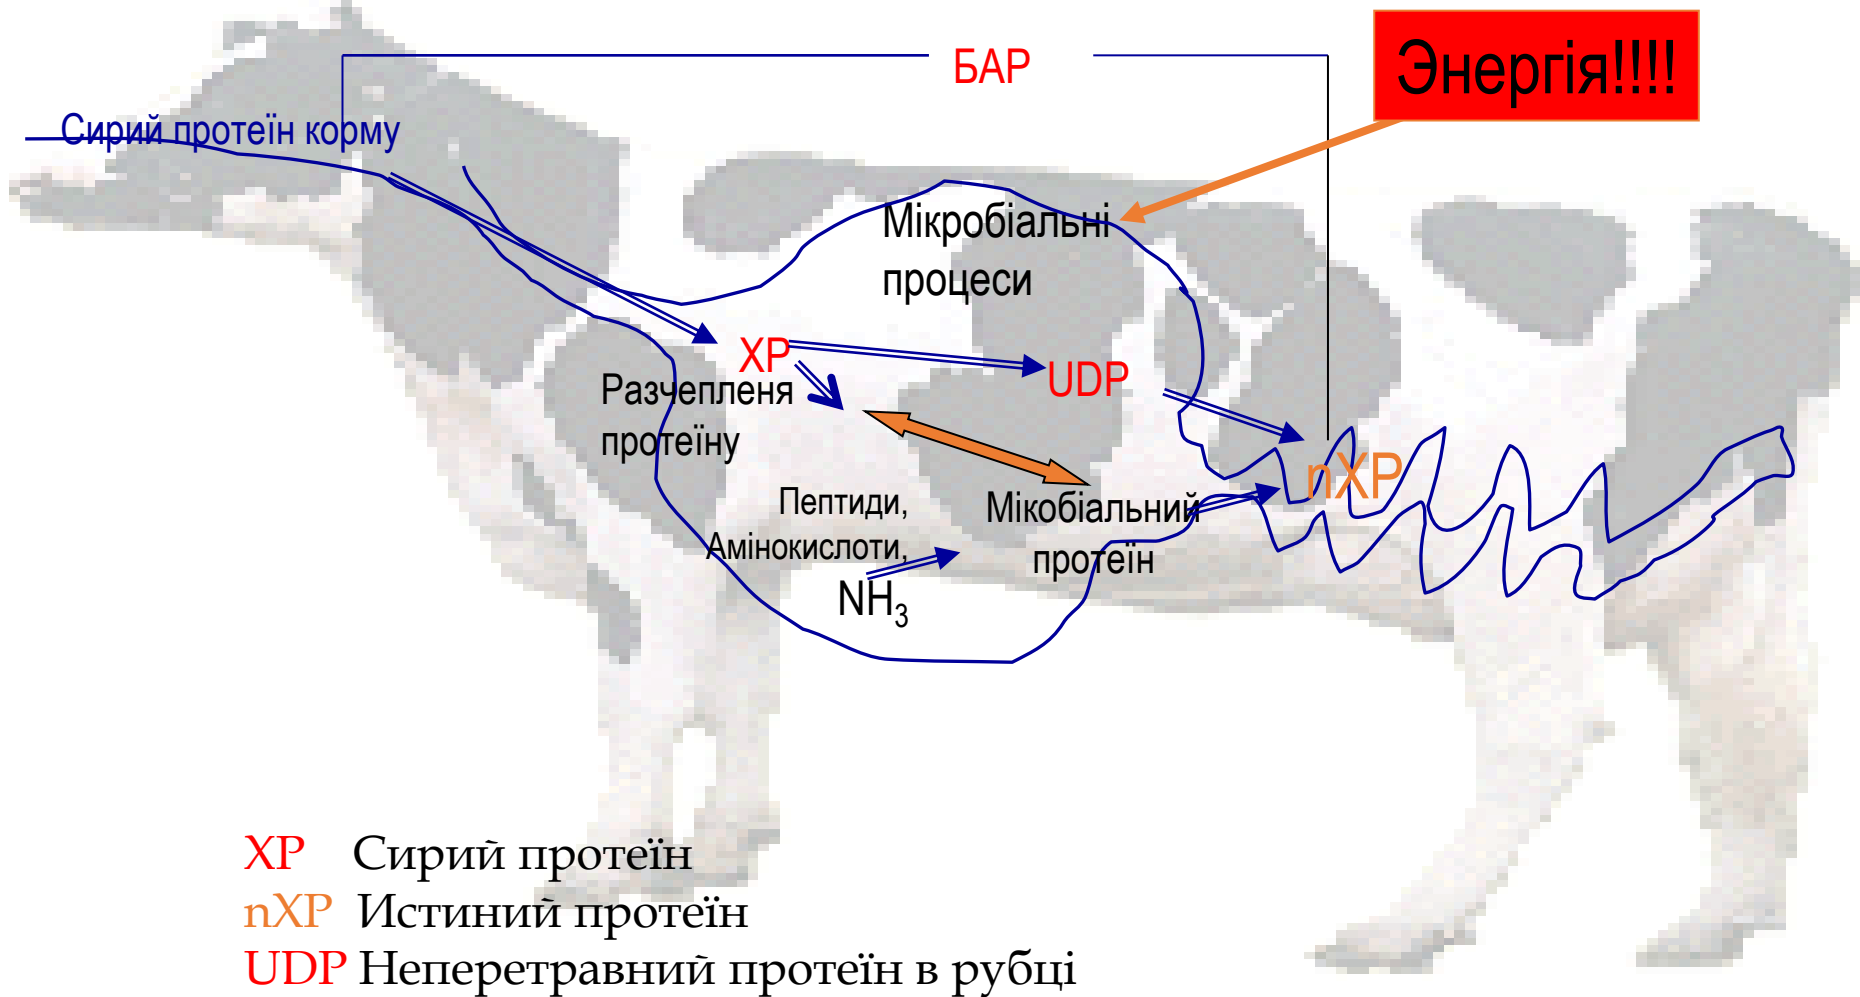 БАР
Энергія!!!!
Сирий протеїн корму
Мікробіальні
процеси
XP
UDP
Разчепленя
протеїну
nXP
Пептиди,
Амінокислоти,
NH₃
Мікобіальний
протеїн
XP Сирий протеїн
nXP Истиний протеїн
UDP Неперетравний протеїн в рубці